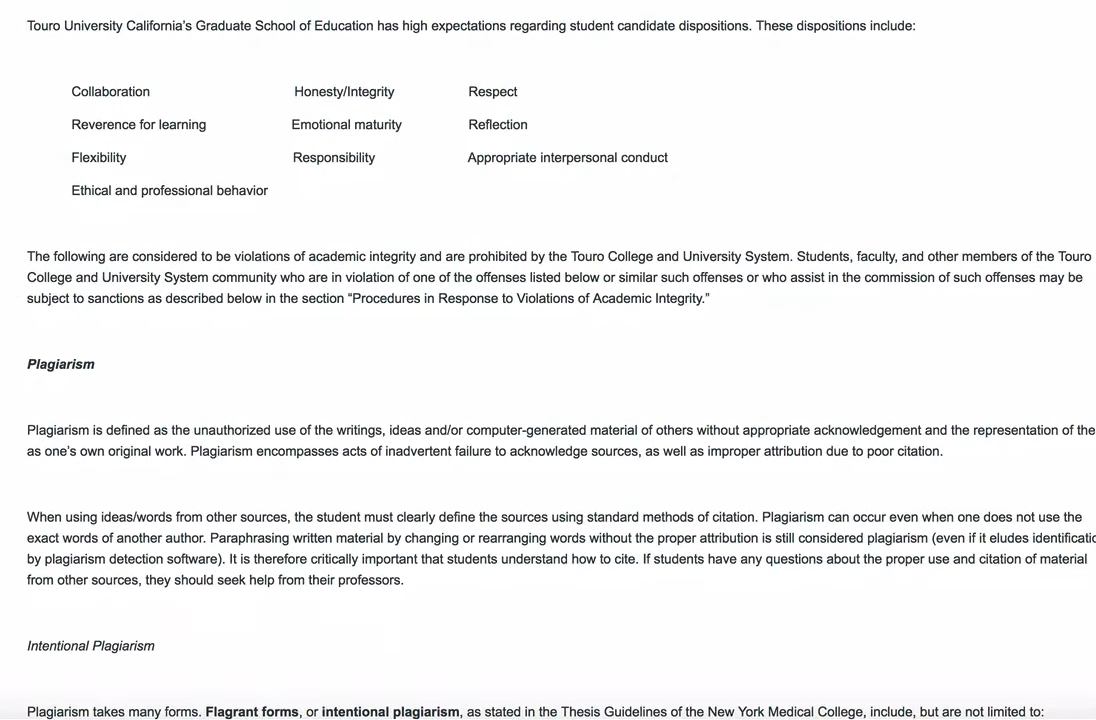 Touro University California’s Graduate School of Education has high expectations regarding student candidate dispositions. These dispositions include:
Collaboration Honesty/Integrity Respect
Reverence for learning Emotional maturity Reflection
Flexibility Responsibility Appropriate interpersonal conduct
Ethical and professional behavior
The following are considered to be violations of academic integrity and are prohibited by the Touro College and University System. Students, faculty, and other members of the Touro
College and University System community who are in violation of one of the offenses listed below or similar such offenses or who assist in the commission of such offenses may be
subject to sanctions as described below in the section “Procedures in Response to Violations of Academic Integrity.”
Plagiarism
Plagiarism is defined as the unauthorized use of the writings, ideas and/or computer-generated material of others without appropriate acknowledgement and the representation of the
as one’s own original work. Plagiarism encompasses acts of inadvertent failure to acknowledge sources, as well as improper attribution due to poor citation.
When using ideas/words from other sources, the student must clearly define the sources using standard methods of citation. Plagiarism can occur even when one does not use the
exact words of another author. Paraphrasing written material by changing or rearranging words without the proper attribution is still considered plagiarism (even if it eludes identificatio
by plagiarism detection software). It is therefore critically important that students understand how to cite. If students have any questions about the proper use and citation of material
from other sources, they should seek help from their professors.
Intentional Plagiarism
Plagiarism takes many forms. Flagrant forms, or intentional plagiarism, as stated in the Thesis Guidelines of the New York Medical College, include, but are not limited to: